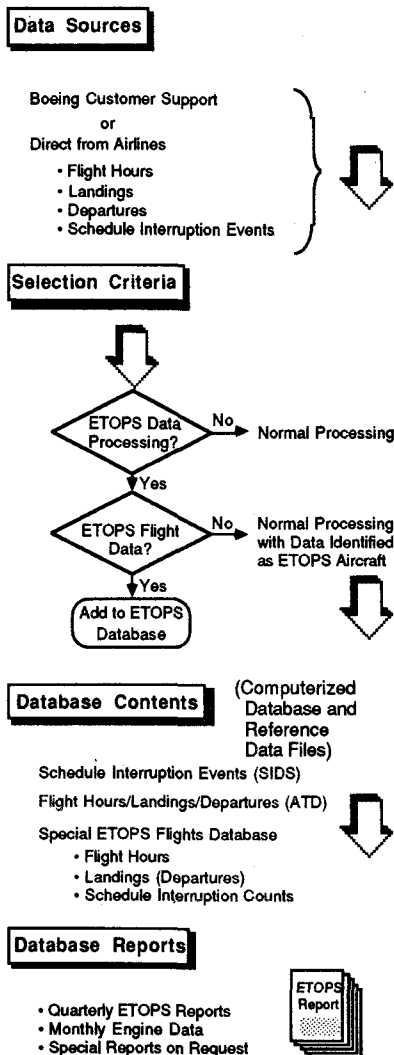 Data Sources
Boeing Customer Support
or
Direct from Airlines
• Flight Hours
• Landings
• Departures
• Schedule Interruption Events
Selection Criteria
ETOPS Data
Processing?
No
Normal Processing
Yes
ETOPS Flight
Data?
No
Normal Processing
with Data Identified
as ETOPS Aircraft
Yes
Add to ETOPS
Database
Database Contents
(Computerized
Database and
Reference
Data Files)
Schedule Interruption Events (SIDS)
Flight Hours/Landings/Departures (ATD)
Special ETOPS Flights Database
• Flight Hours
• Landings (Departures)
• Schedule Interruption Counts
Database Reports
• Quarterly ETOPS Reports
• Monthly Engine Data
• Special Reports on Request
ETOPS
Report